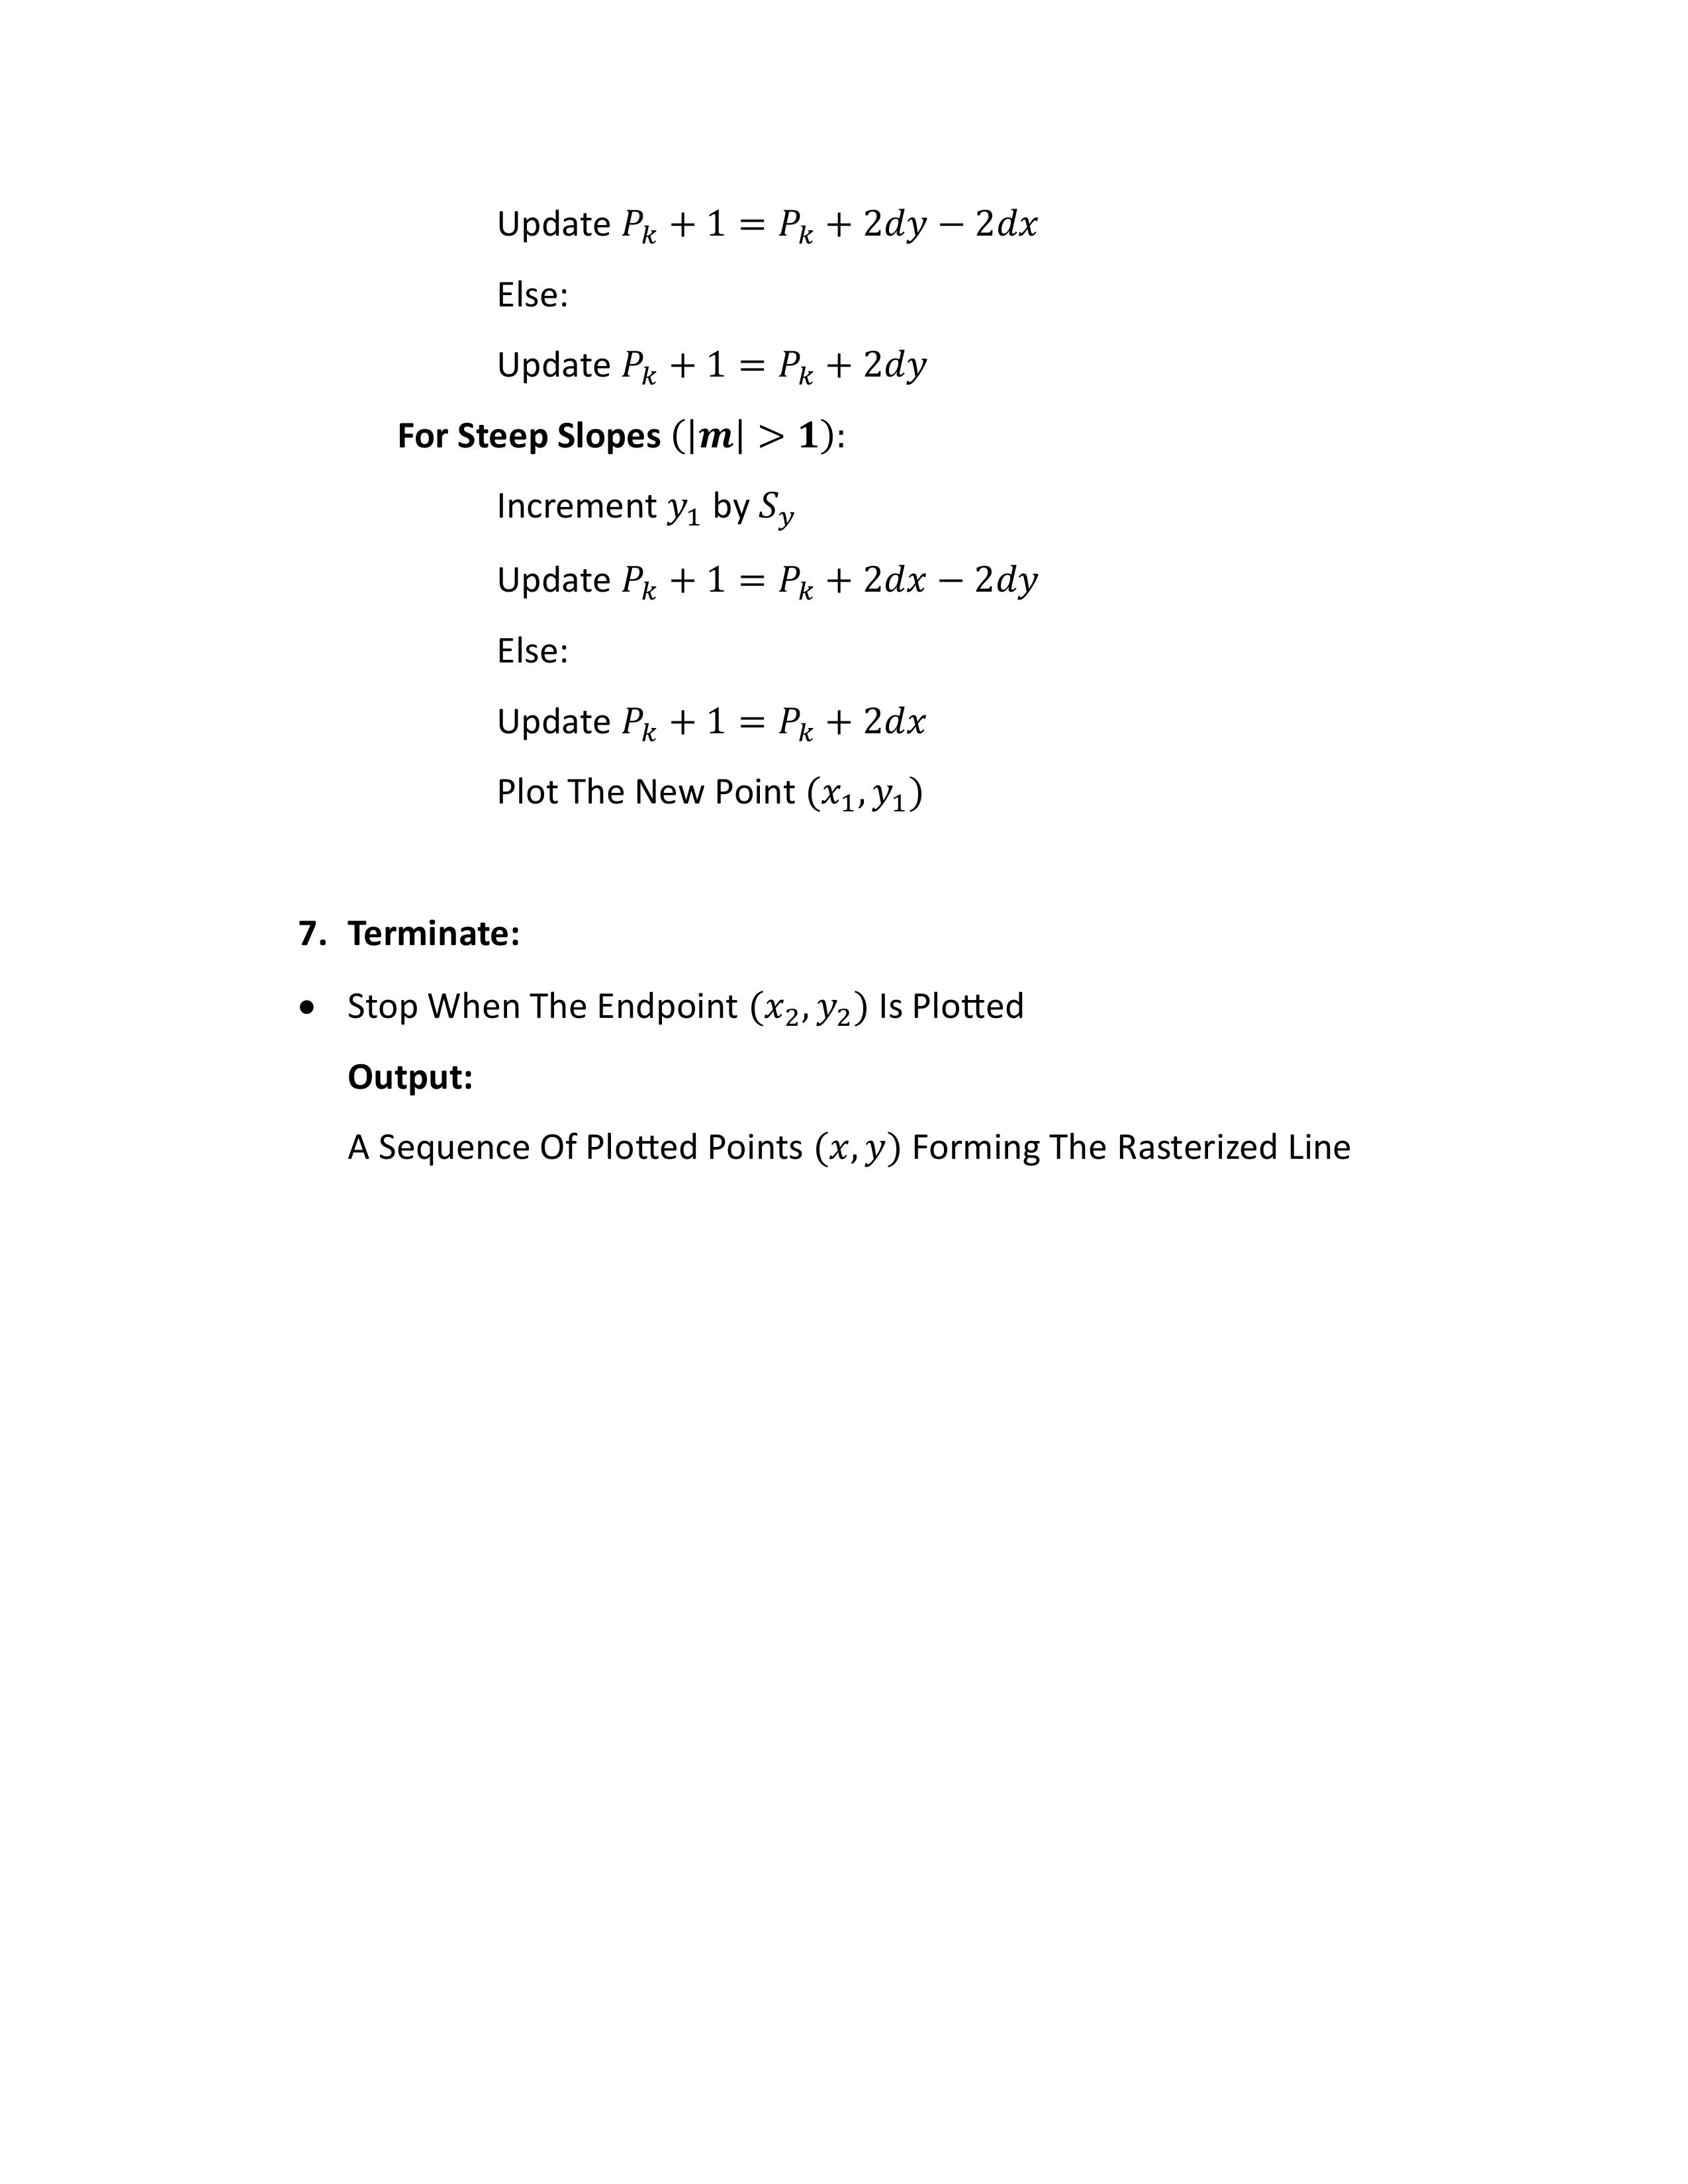 Update P_k + 1 = P_k + 2dy − 2dx
Else:
Update P_k + 1 = P_k + 2dy
For Steep Slopes (|m| > 1):
Increment y_1 by S_y
Update P_k + 1 = P_k + 2dx − 2dy
Else:
Update P_k + 1 = P_k + 2dx
Plot The New Point (x_1, y_1)
7. Terminate:
• Stop When The Endpoint (x_2, y_2) Is Plotted
Output:
A Sequence Of Plotted Points (x, y) Forming The Rasterized Line